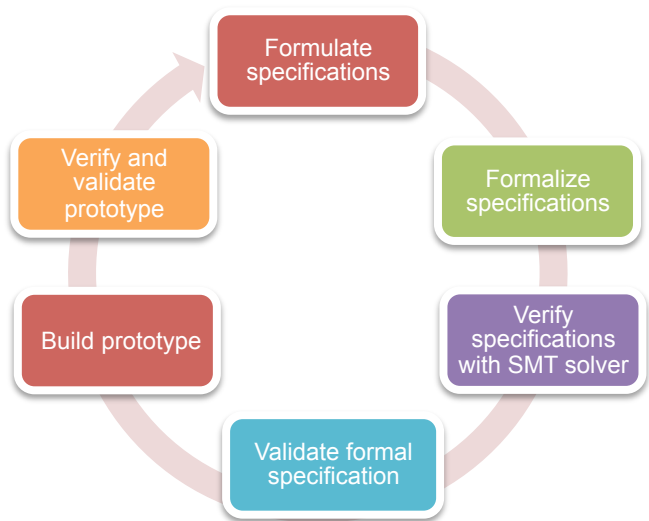 Formulate
specifications
Formalize
specifications
Verify
specifications
with SMT solver
Validate formal
specification
Build prototype
Verify and
validate
prototype